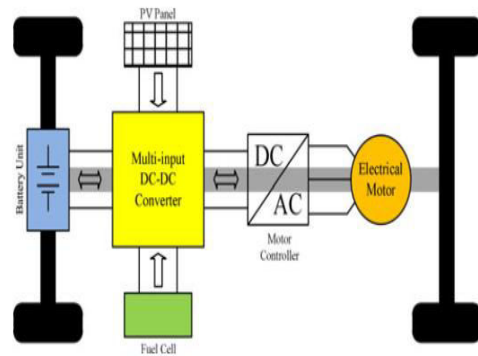 PV Panel
Battery Unit
Multi-input
DC-DC
Converter
DC
AC
Motor
Controller
Electrical
Motor
Fuel Cell